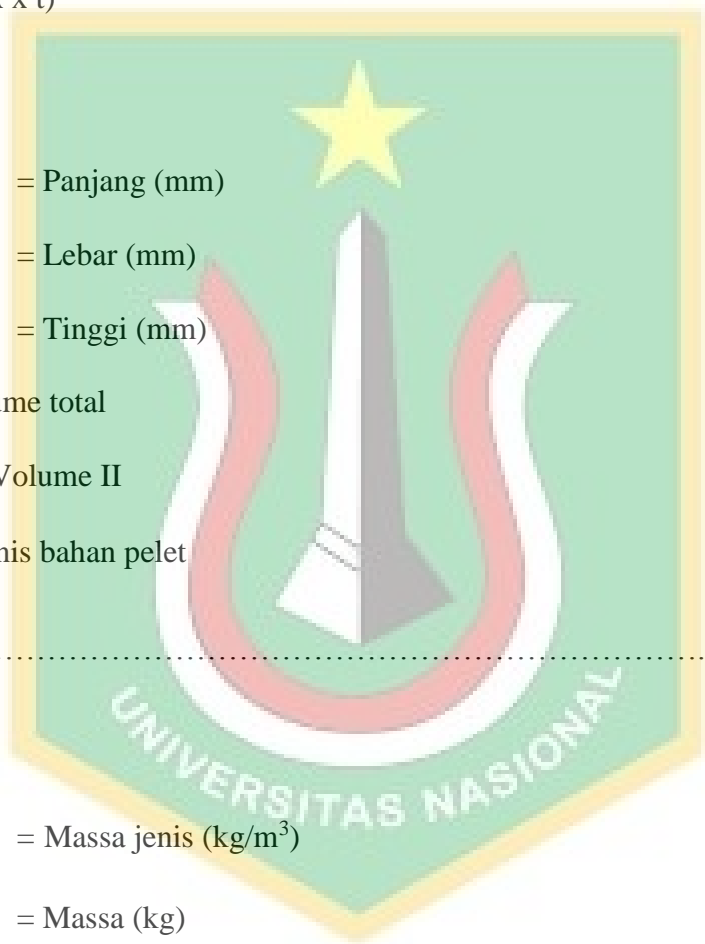 x t)
= Panjang (mm)
= Lebar (mm)
= Tinggi (mm)
ume total
Volume II
nis bahan pelet
................................................................
UNIVERSITAS NASIONAL
= Massa jenis (kg/m³)
= Massa (kg)